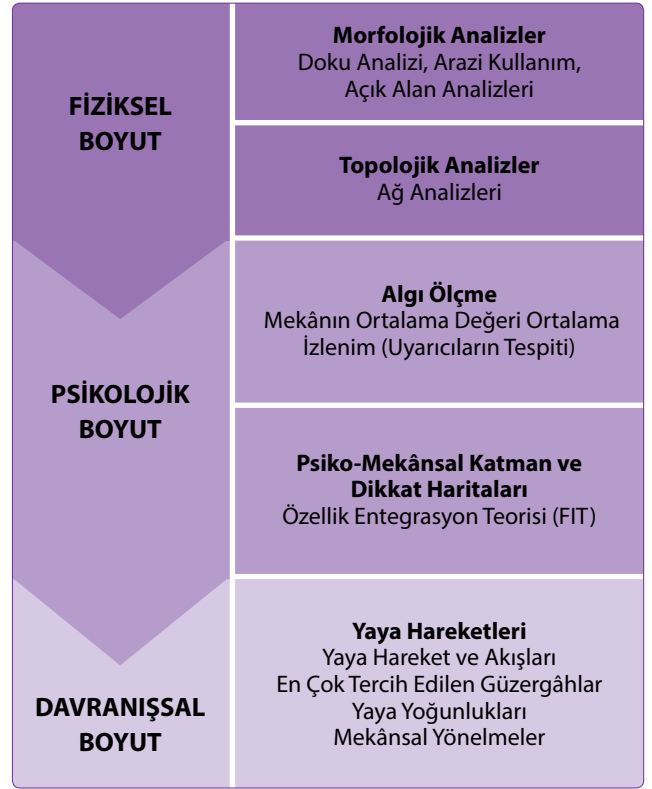 FİZİKSEL
BOYUT
Morfolojik Analizler
Doku Analizi, Arazi Kullanım,
Açık Alan Analizleri
Topolojik Analizler
Ağ Analizleri
PSİKOLOJİK
BOYUT
Algı Ölçme
Mekânın Ortalama Değeri Ortalama
İzlenim (Uyarıcıların Tespiti)
Psiko-Mekânsal Katman ve
Dikkat Haritaları
Özellik Entegrasyon Teorisi (FIT)
DAVRANIŞSAL
BOYUT
Yaya Hareketleri
Yaya Hareket ve Akışları
En Çok Tercih Edilen Güzergâhlar
Yaya Yoğunlukları
Mekânsal Yönelmeler